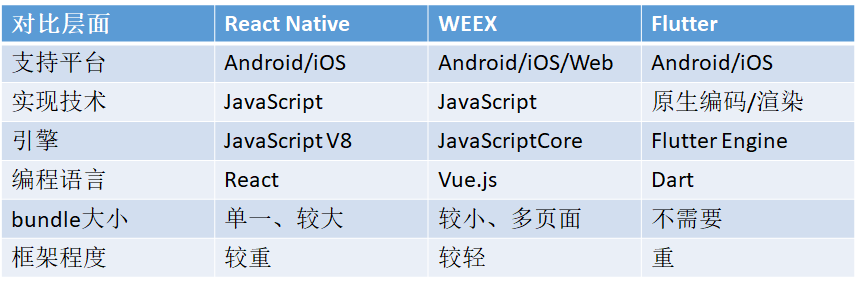 对比层面 React Native WEEX Flutter
支持平台 Android/iOS Android/iOS/Web Android/iOS
实现技术 JavaScript JavaScript 原生编码/渲染
引擎 JavaScript V8 JavaScriptCore Flutter Engine
编程语言 React Vue.js Dart
bundle大小 单一、较大 较小、多页面 不需要
框架程度 较重 较轻 重